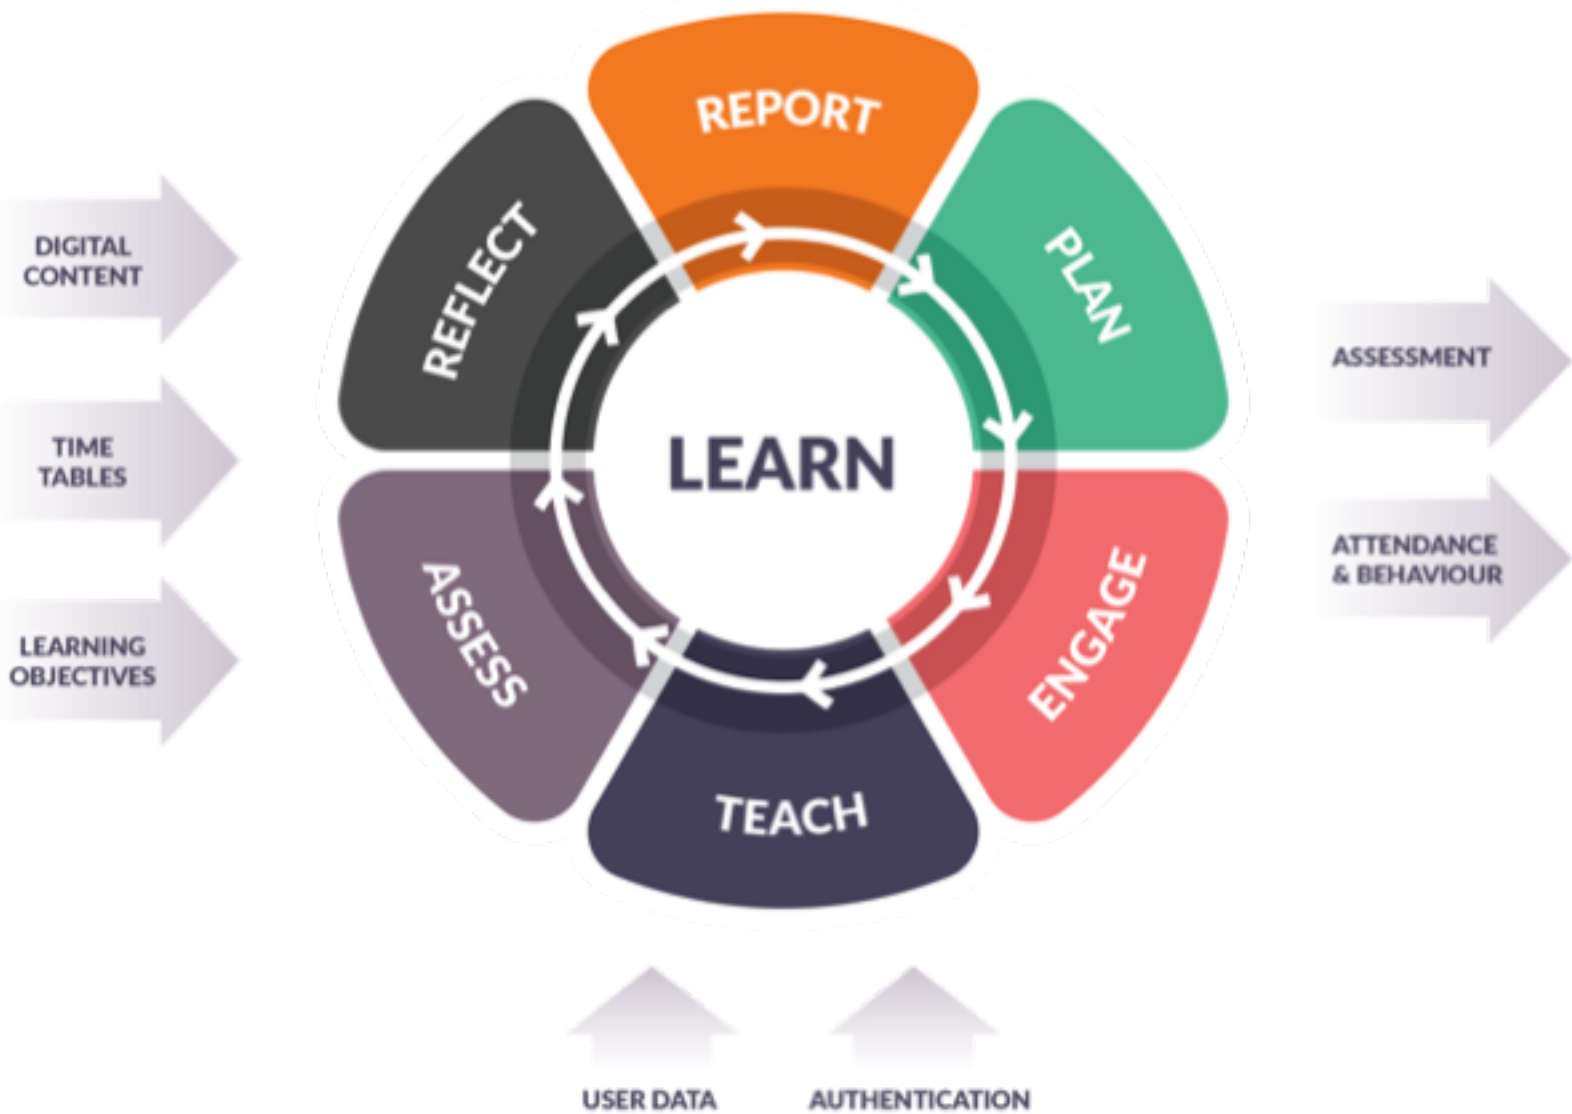 REPORT
PLAN
ENGAGE
TEACH
ASSESS
REFLECT
LEARN
DIGITAL
CONTENT
TIME
TABLES
LEARNING
OBJECTIVES
ASSESSMENT
ATTENDANCE
& BEHAVIOUR
USER DATA
AUTHENTICATION